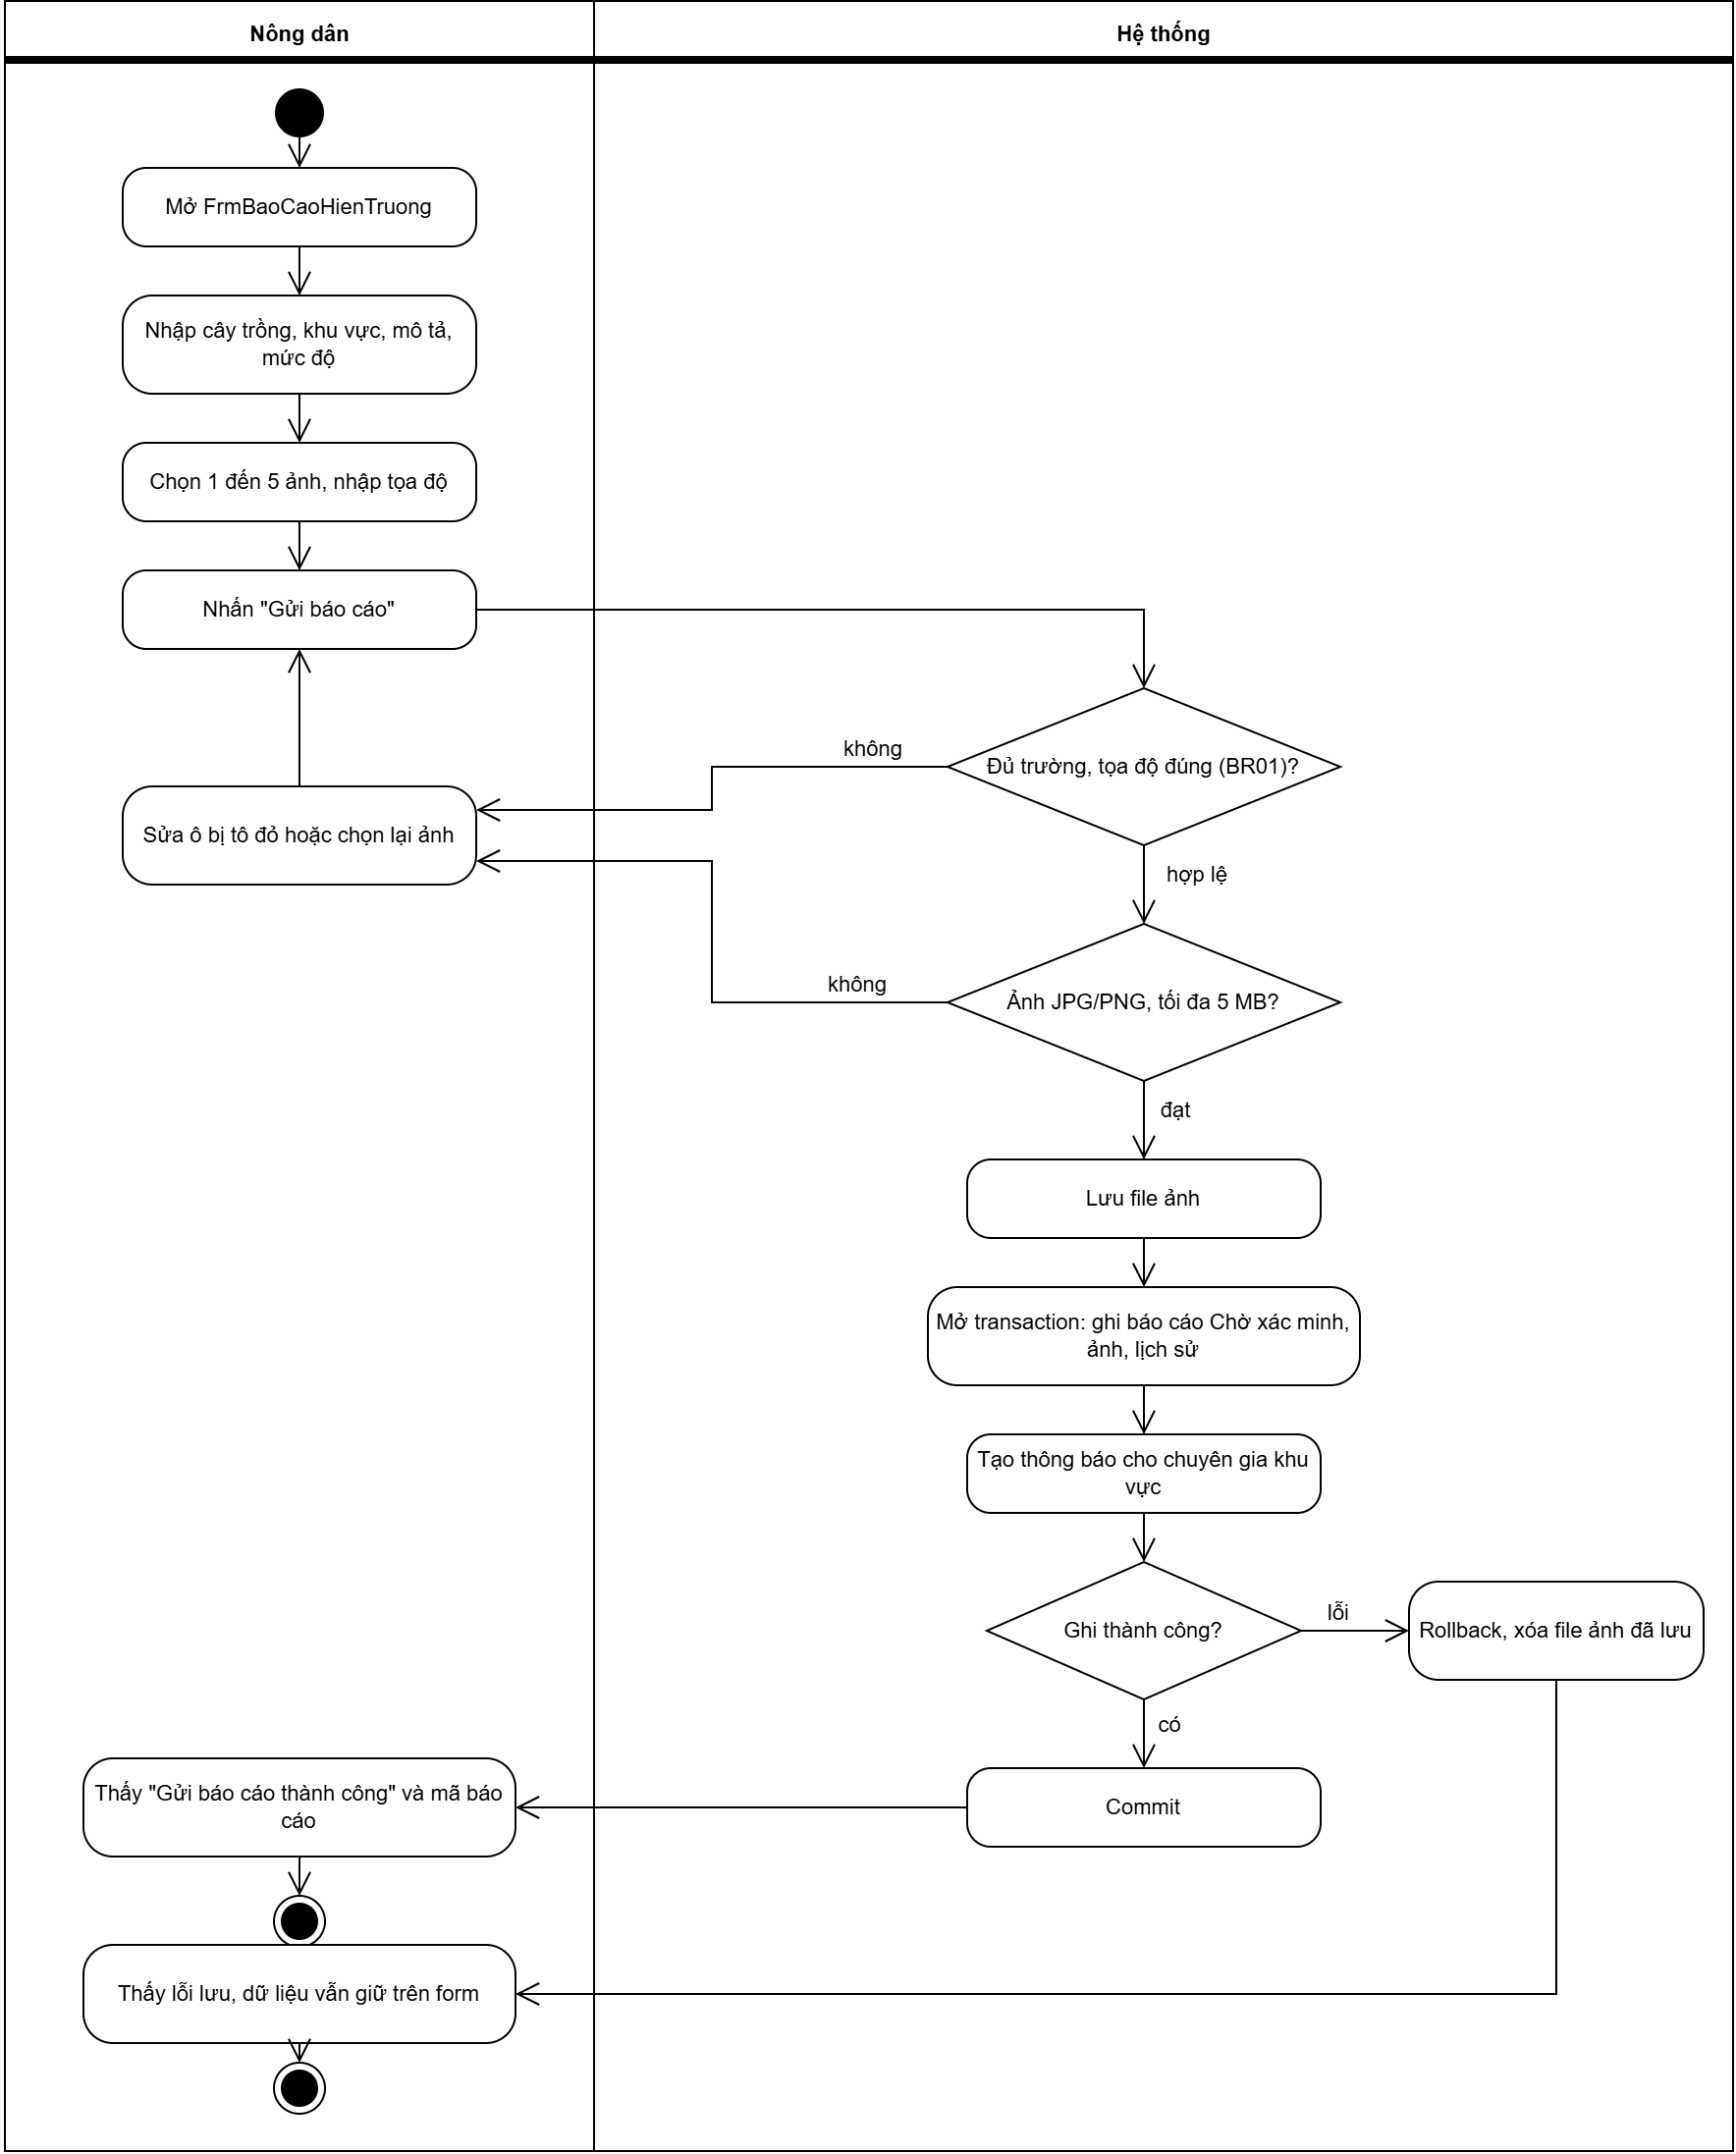 Nông dân
Hệ thống
Mở FrmBaoCaoHienTruong
Nhập cây trồng, khu vực, mô tả,
mức độ
Chọn 1 đến 5 ảnh, nhập tọa độ
Nhấn "Gửi báo cáo"
không
Đủ trường, tọa độ đúng (BR01)?
Sửa ô bị tô đỏ hoặc chọn lại ảnh
hợp lệ
không
Ảnh JPG/PNG, tối đa 5 MB?
đạt
Lưu file ảnh
Mở transaction: ghi báo cáo Chờ xác minh,
ảnh, lịch sử
Tạo thông báo cho chuyên gia khu
vực
Ghi thành công?
lỗi
Rollback, xóa file ảnh đã lưu
có
Thấy "Gửi báo cáo thành công" và mã báo
cáo
Commit
Thấy lỗi lưu, dữ liệu vẫn giữ trên form